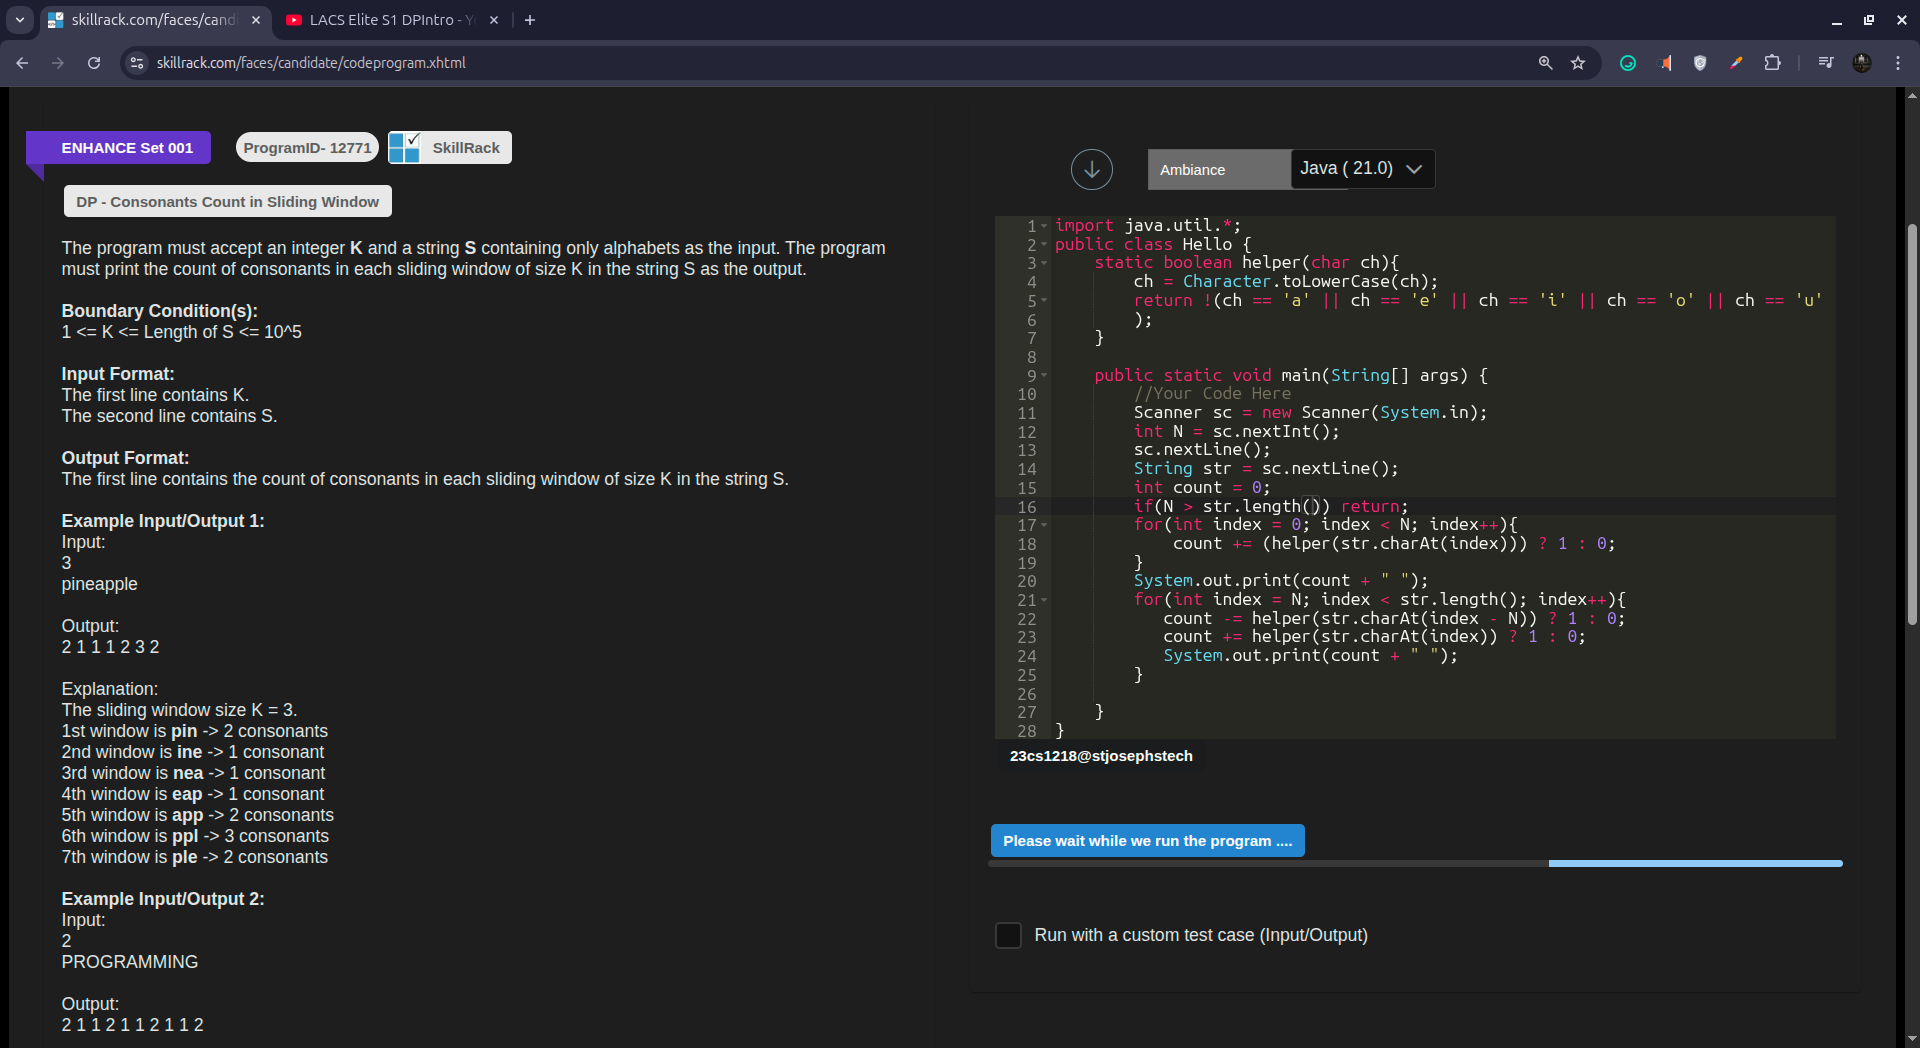 skillrack.com/faces/candi
LACS Elite S1 DPIntro - Y
skillrack.com/faces/candidate/codeprogram.xhtml
ENHANCE Set 001
ProgramID- 12771
SkillRack
DP - Consonants Count in Sliding Window
The program must accept an integer K and a string S containing only alphabets as the input. The program
must print the count of consonants in each sliding window of size K in the string S as the output.
Boundary Condition(s):
1 <= K <= Length of S <= 10^5
Input Format:
The first line contains K.
The second line contains S.
Output Format:
The first line contains the count of consonants in each sliding window of size K in the string S.
Example Input/Output 1:
Input:
3
pineapple
Output:
2 1 1 1 2 3 2
Explanation:
The sliding window size K = 3.
1st window is pin -> 2 consonants
2nd window is ine -> 1 consonant
3rd window is nea -> 1 consonant
4th window is eap -> 1 consonant
5th window is app -> 2 consonants
6th window is ppl -> 3 consonants
7th window is ple -> 2 consonants
Example Input/Output 2:
Input:
2
PROGRAMMING
Output:
2 1 1 2 1 1 2 1 1 2
Ambiance
Java ( 21.0)
1 import java.util.*;
2 public class Hello {
3 static boolean helper(char ch){
4 ch = Character.toLowerCase(ch);
5 return !(ch == 'a' || ch == 'e' || ch == 'i' || ch == 'o' || ch == 'u'
6 );
7 }
8
9 public static void main(String[] args) {
10 //Your Code Here
11 Scanner sc = new Scanner(System.in);
12 int N = sc.nextInt();
13 sc.nextLine();
14 String str = sc.nextLine();
15 int count = 0;
16 if(N > str.length()) return;
17 for(int index = 0; index < N; index++){
18 count += (helper(str.charAt(index))) ? 1 : 0;
19 }
20 System.out.print(count + " ");
21 for(int index = N; index < str.length(); index++){
22 count -= helper(str.charAt(index - N)) ? 1 : 0;
23 count += helper(str.charAt(index)) ? 1 : 0;
24 System.out.print(count + " ");
25 }
26
27 }
28 }
23cs1218@stjosephstech
Please wait while we run the program ....
Run with a custom test case (Input/Output)